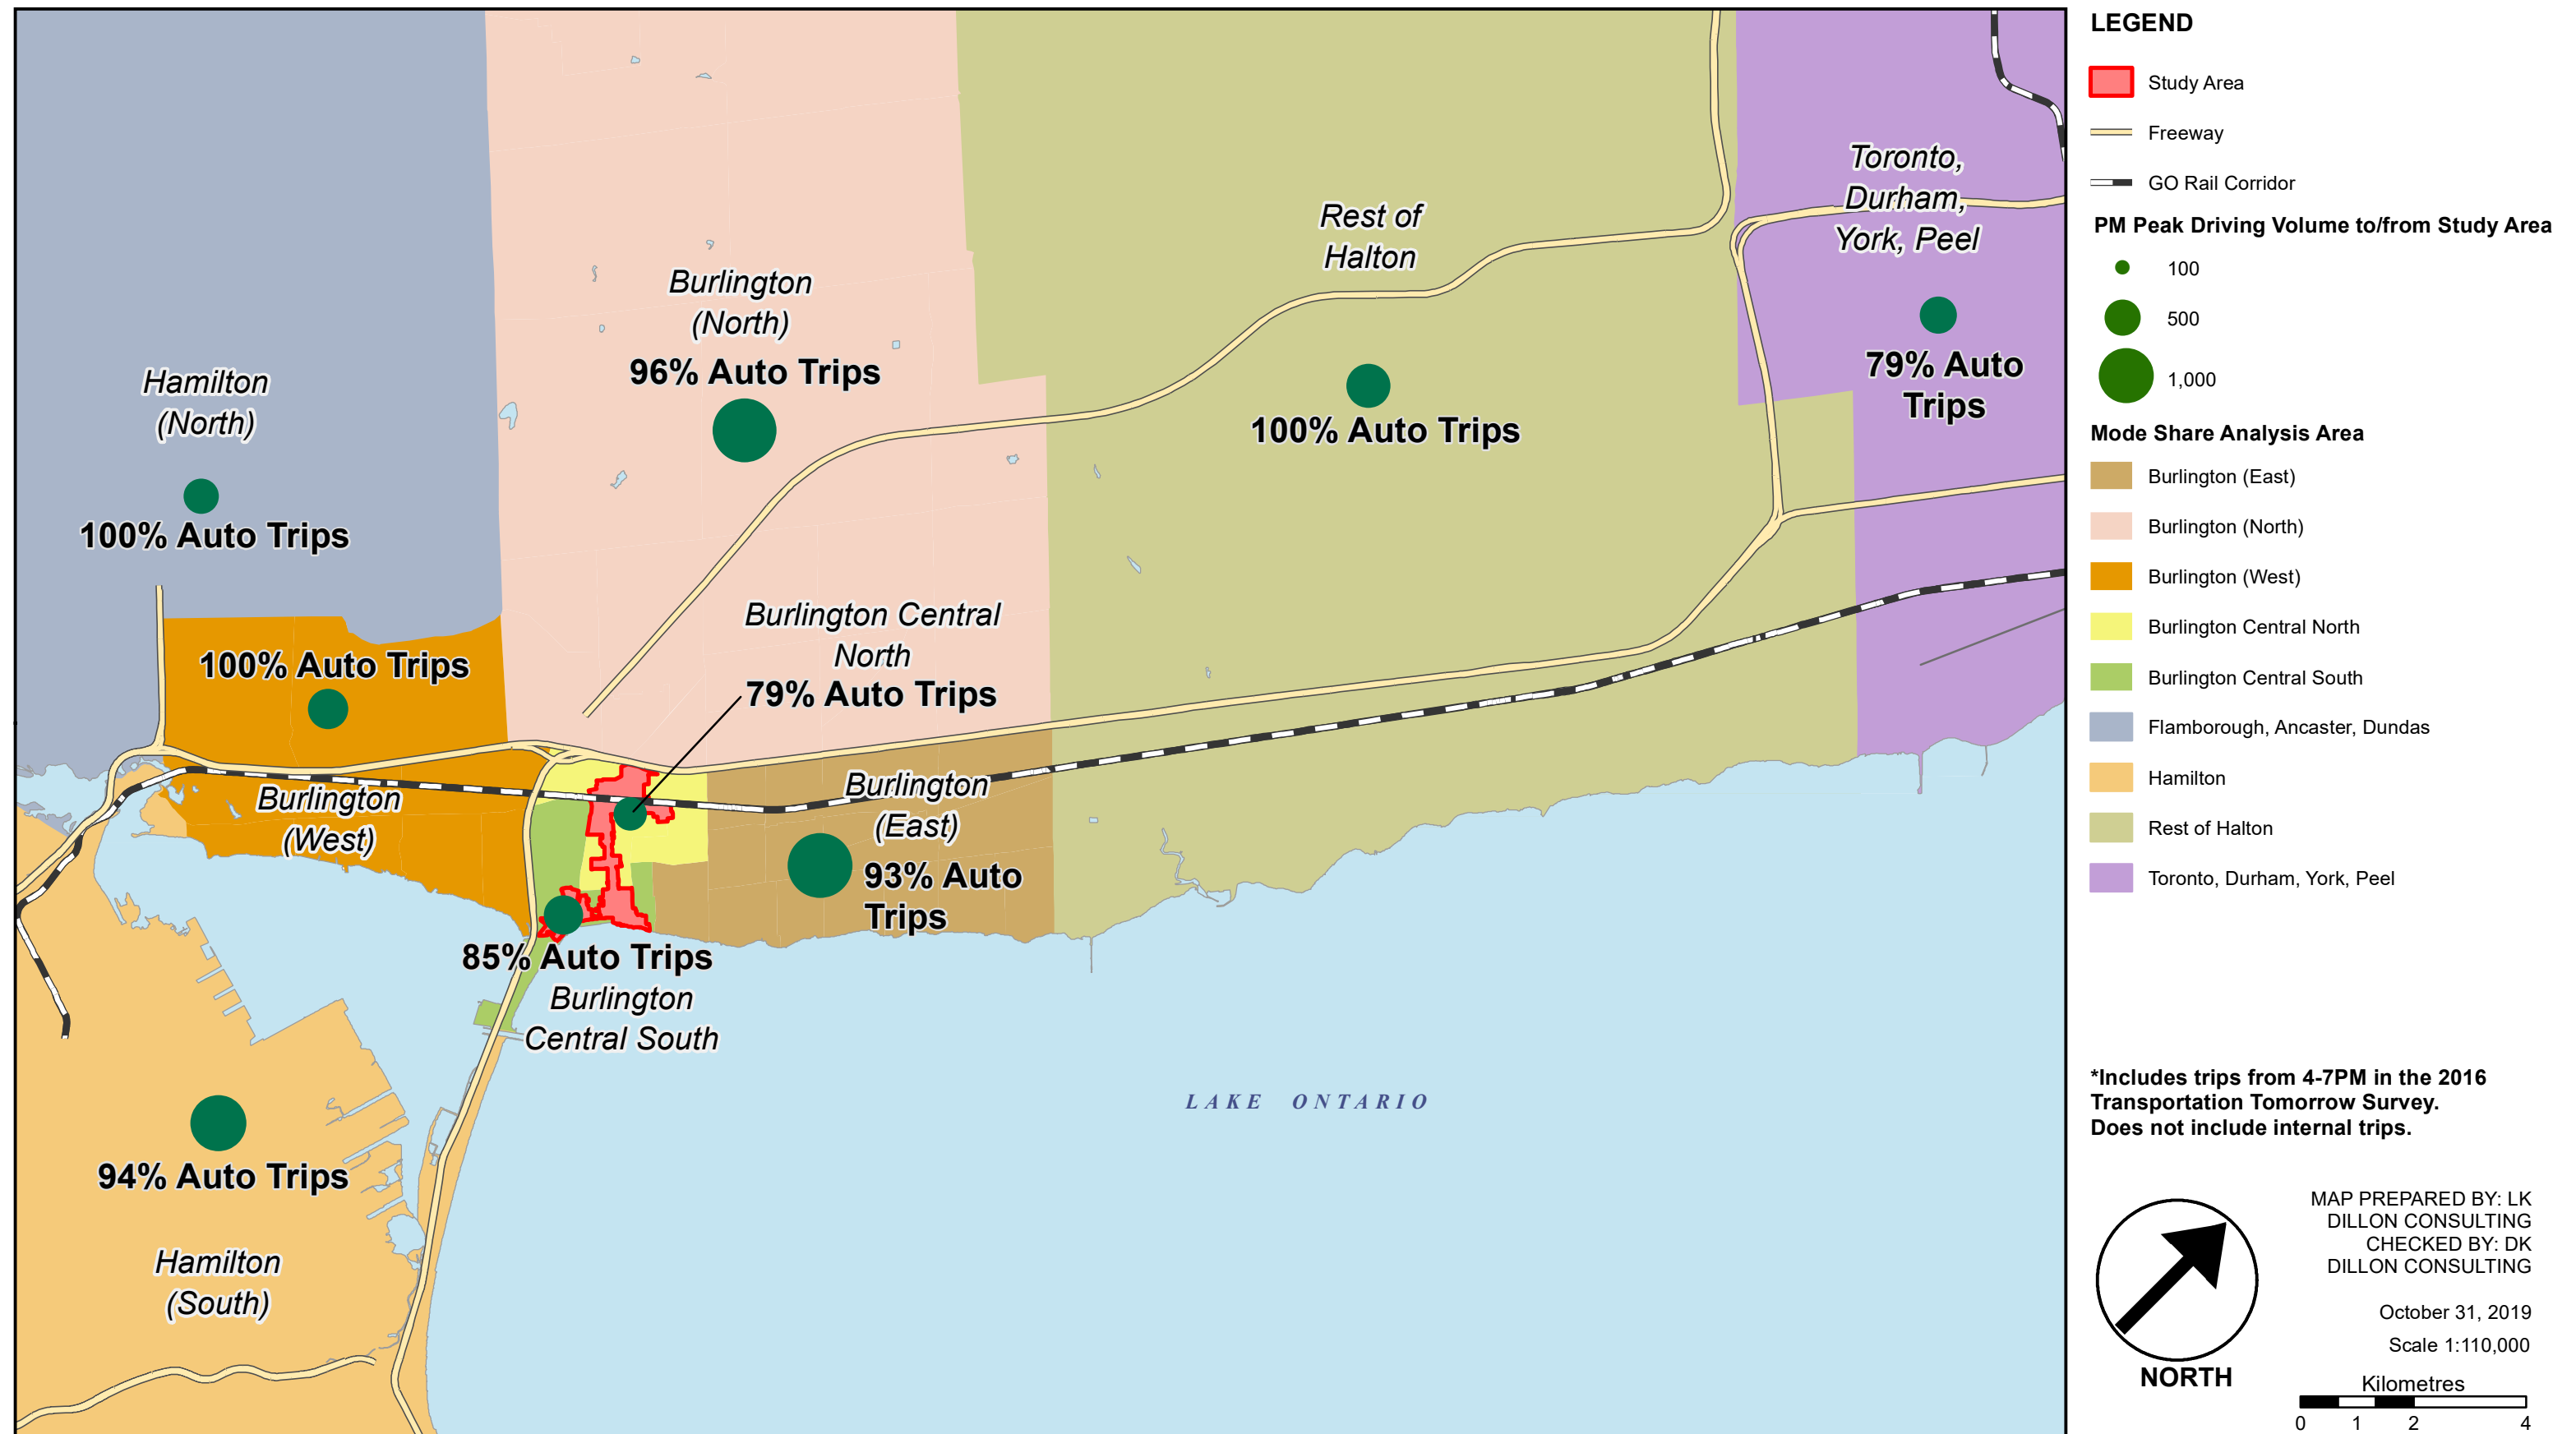 Hamilton
(North)
100% Auto Trips
Burlington
(North)
96% Auto Trips
Rest of
Halton
100% Auto Trips
Toronto,
Durham,
York, Peel
79% Auto
Trips
100% Auto Trips
Burlington
(West)
Burlington Central
North
79% Auto Trips
Burlington
(East)
93% Auto
Trips
85% Auto Trips
Burlington
Central South
94% Auto Trips
Hamilton
(South)
LAKE ONTARIO
LEGEND
Study Area
Freeway
GO Rail Corridor
PM Peak Driving Volume to/from Study Area
100
500
1,000
Mode Share Analysis Area
Burlington (East)
Burlington (North)
Burlington (West)
Burlington Central North
Burlington Central South
Flamborough, Ancaster, Dundas
Hamilton
Rest of Halton
Toronto, Durham, York, Peel
*Includes trips from 4-7PM in the 2016
Transportation Tomorrow Survey.
Does not include internal trips.
MAP PREPARED BY: LK
DILLON CONSULTING
CHECKED BY: DK
DILLON CONSULTING
October 31, 2019
Scale 1:110,000
NORTH
Kilometres
0 1 2 4